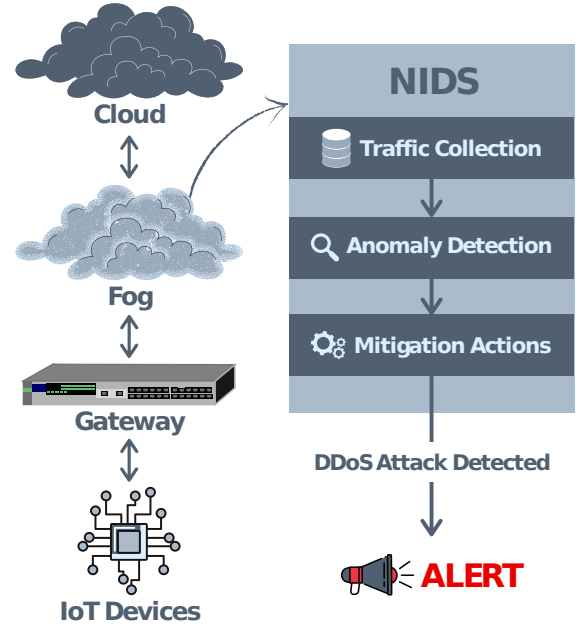 Cloud
Fog
Gateway
IoT Devices
NIDS
Traffic Collection
Anomaly Detection
Mitigation Actions
DDoS Attack Detected
ALERT